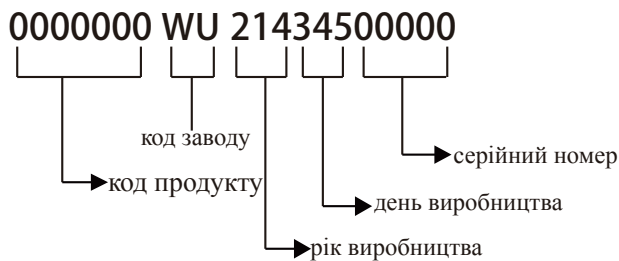 0000000 WU 21434500000
код заводу
серійний номер
код продукту
день виробництва
рік виробництва